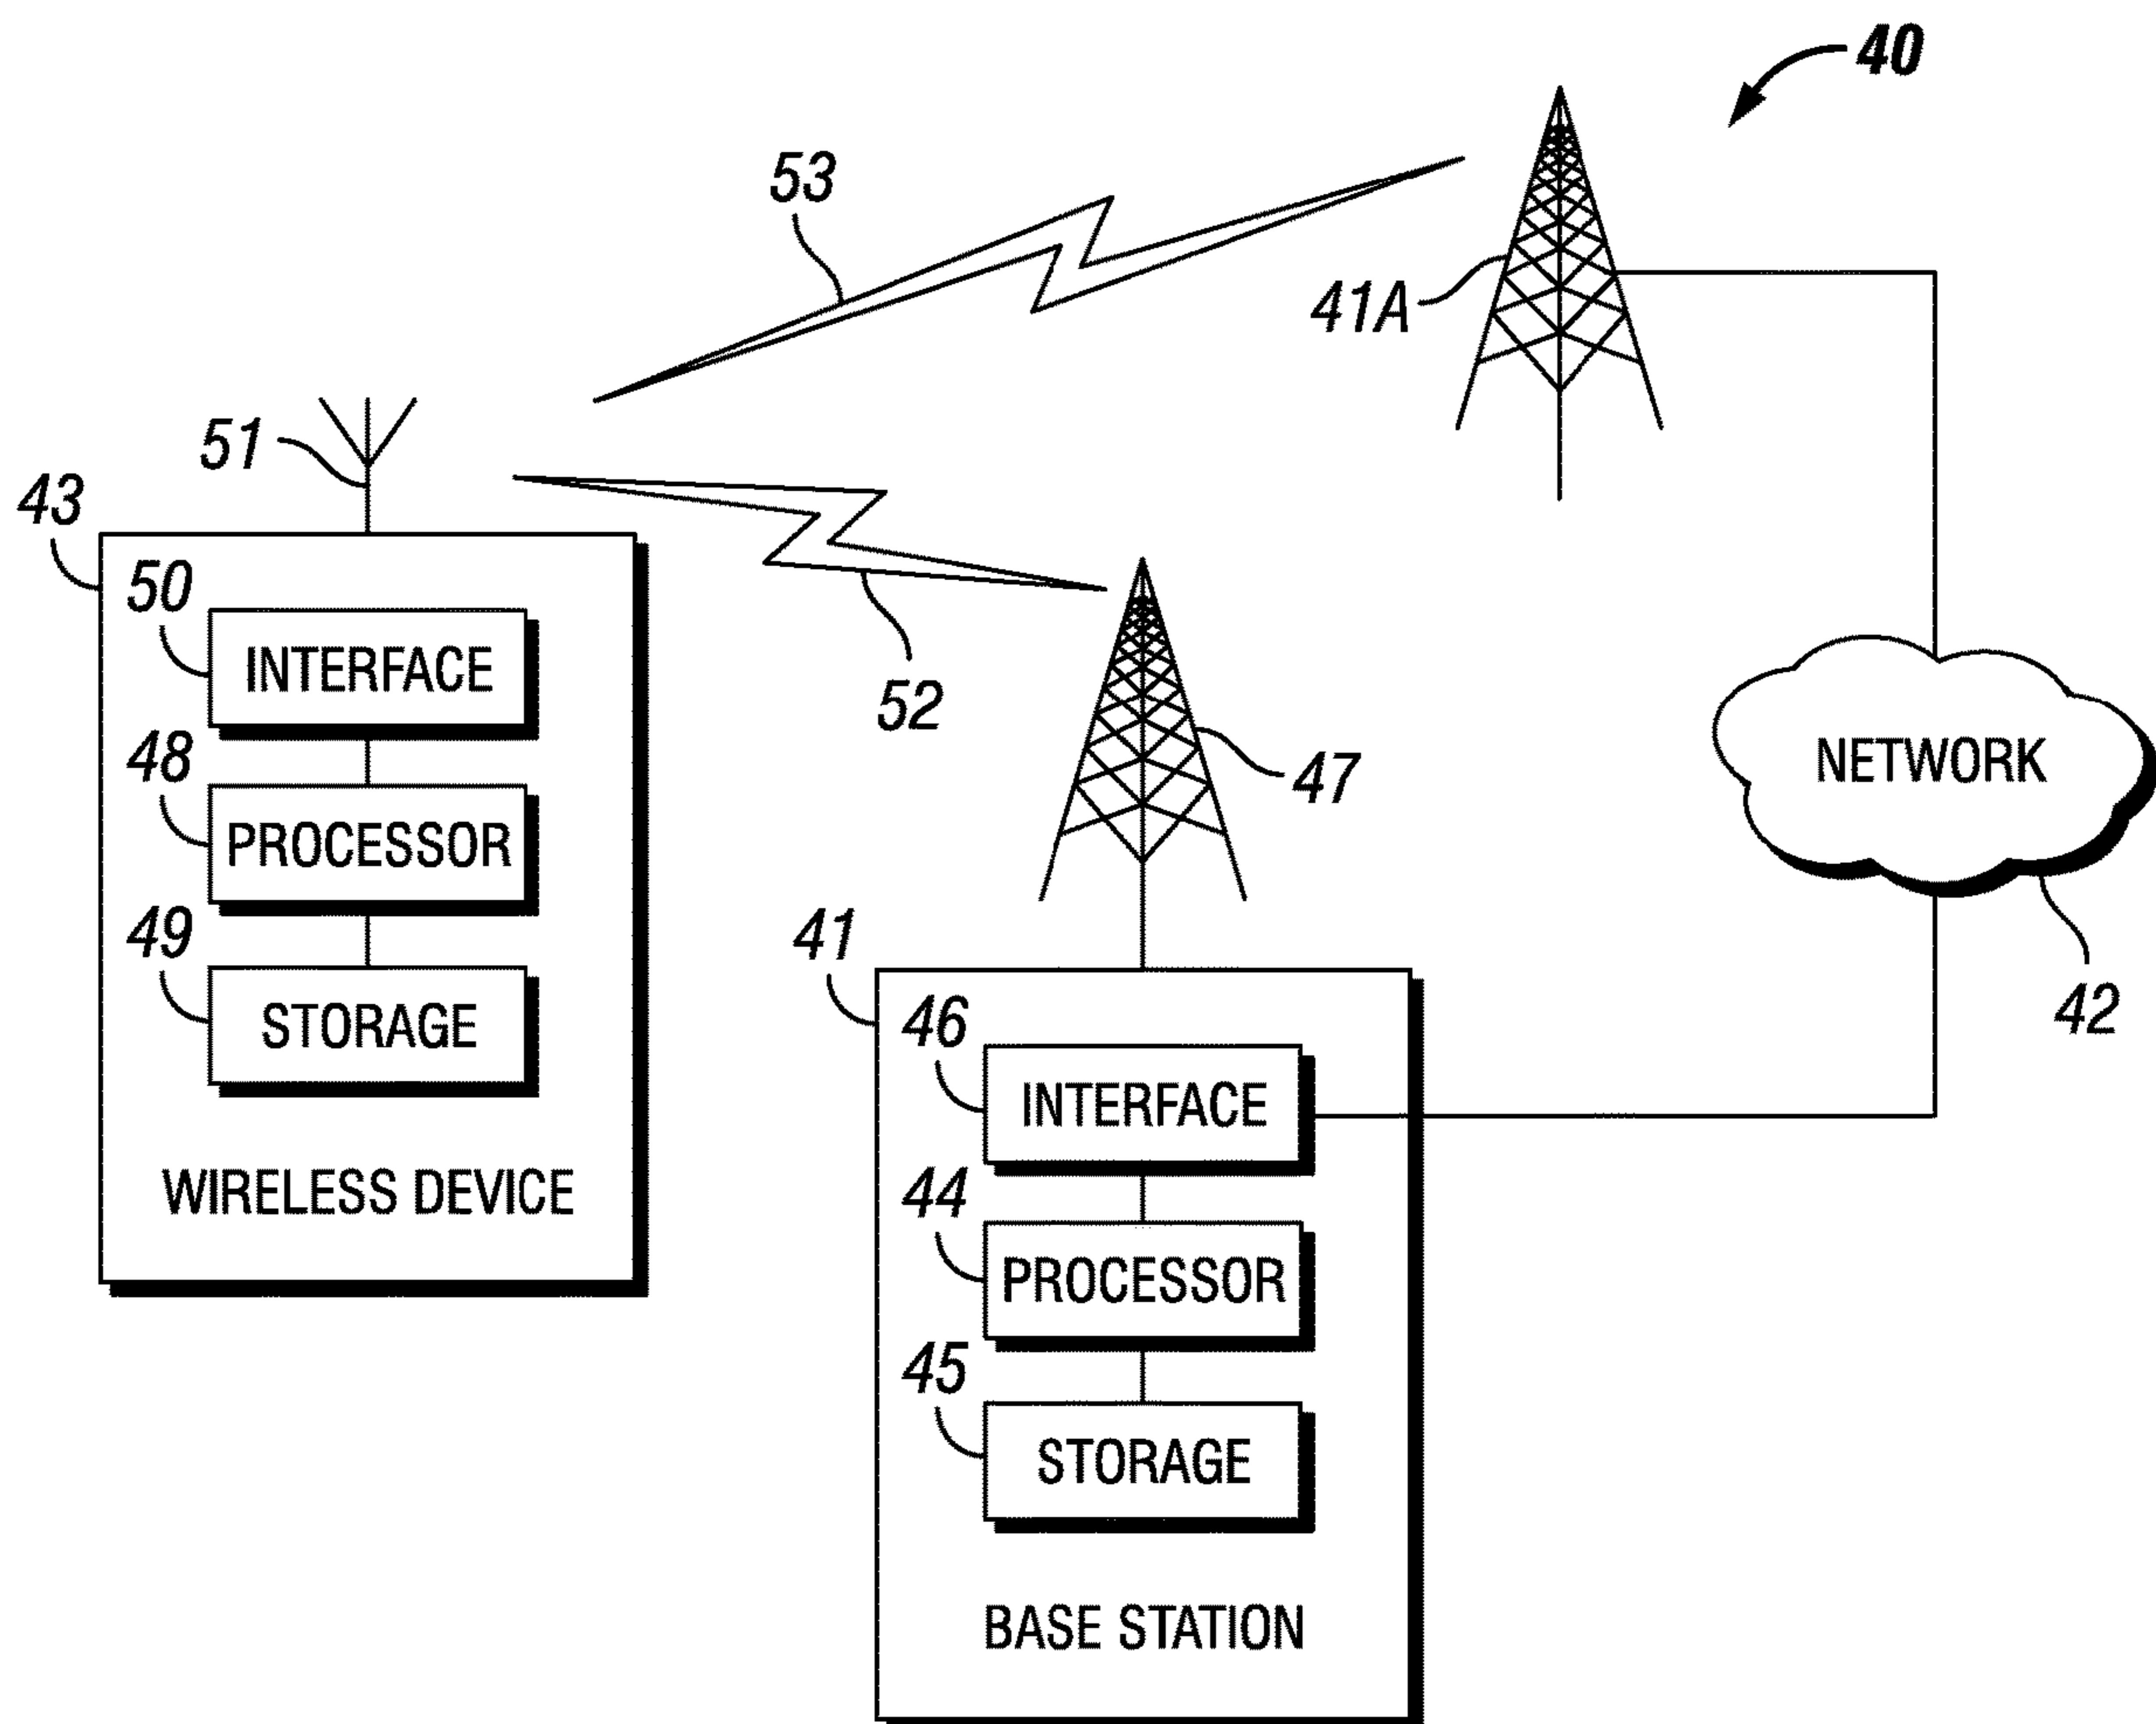 40
53
41A
51
43
50
INTERFACE
52
48
47
NETWORK
PROCESSOR
49
41
STORAGE
42
46
INTERFACE
WIRELESS DEVICE
44
PROCESSOR
45
STORAGE
BASE STATION